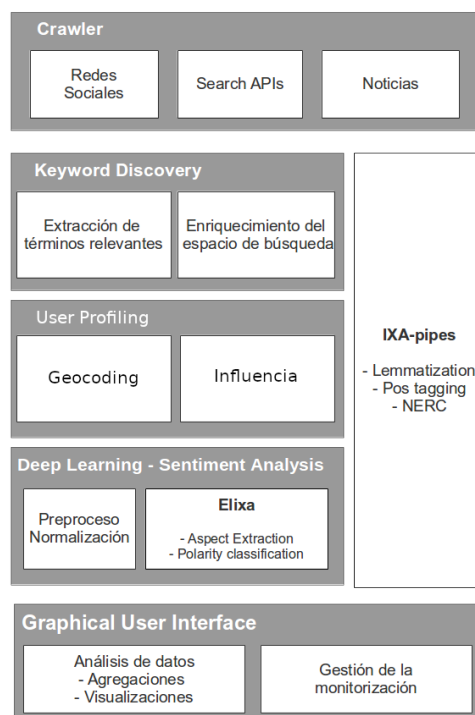 Crawler
Redes
Sociales
Search APIs
Noticias
Keyword Discovery
Extracción de
términos relevantes
Enriquecimiento del
espacio de búsqueda
User Profiling
Geocoding
Influencia
Deep Learning - Sentiment Analysis
Preproceso
Normalización
Elixa
- Aspect Extraction
- Polarity classification
IXA-pipes
- Lemmatization
- Pos tagging
- NERC
Graphical User Interface
Análisis de datos
- Agregaciones
- Visualizaciones
Gestión de la
monitorización